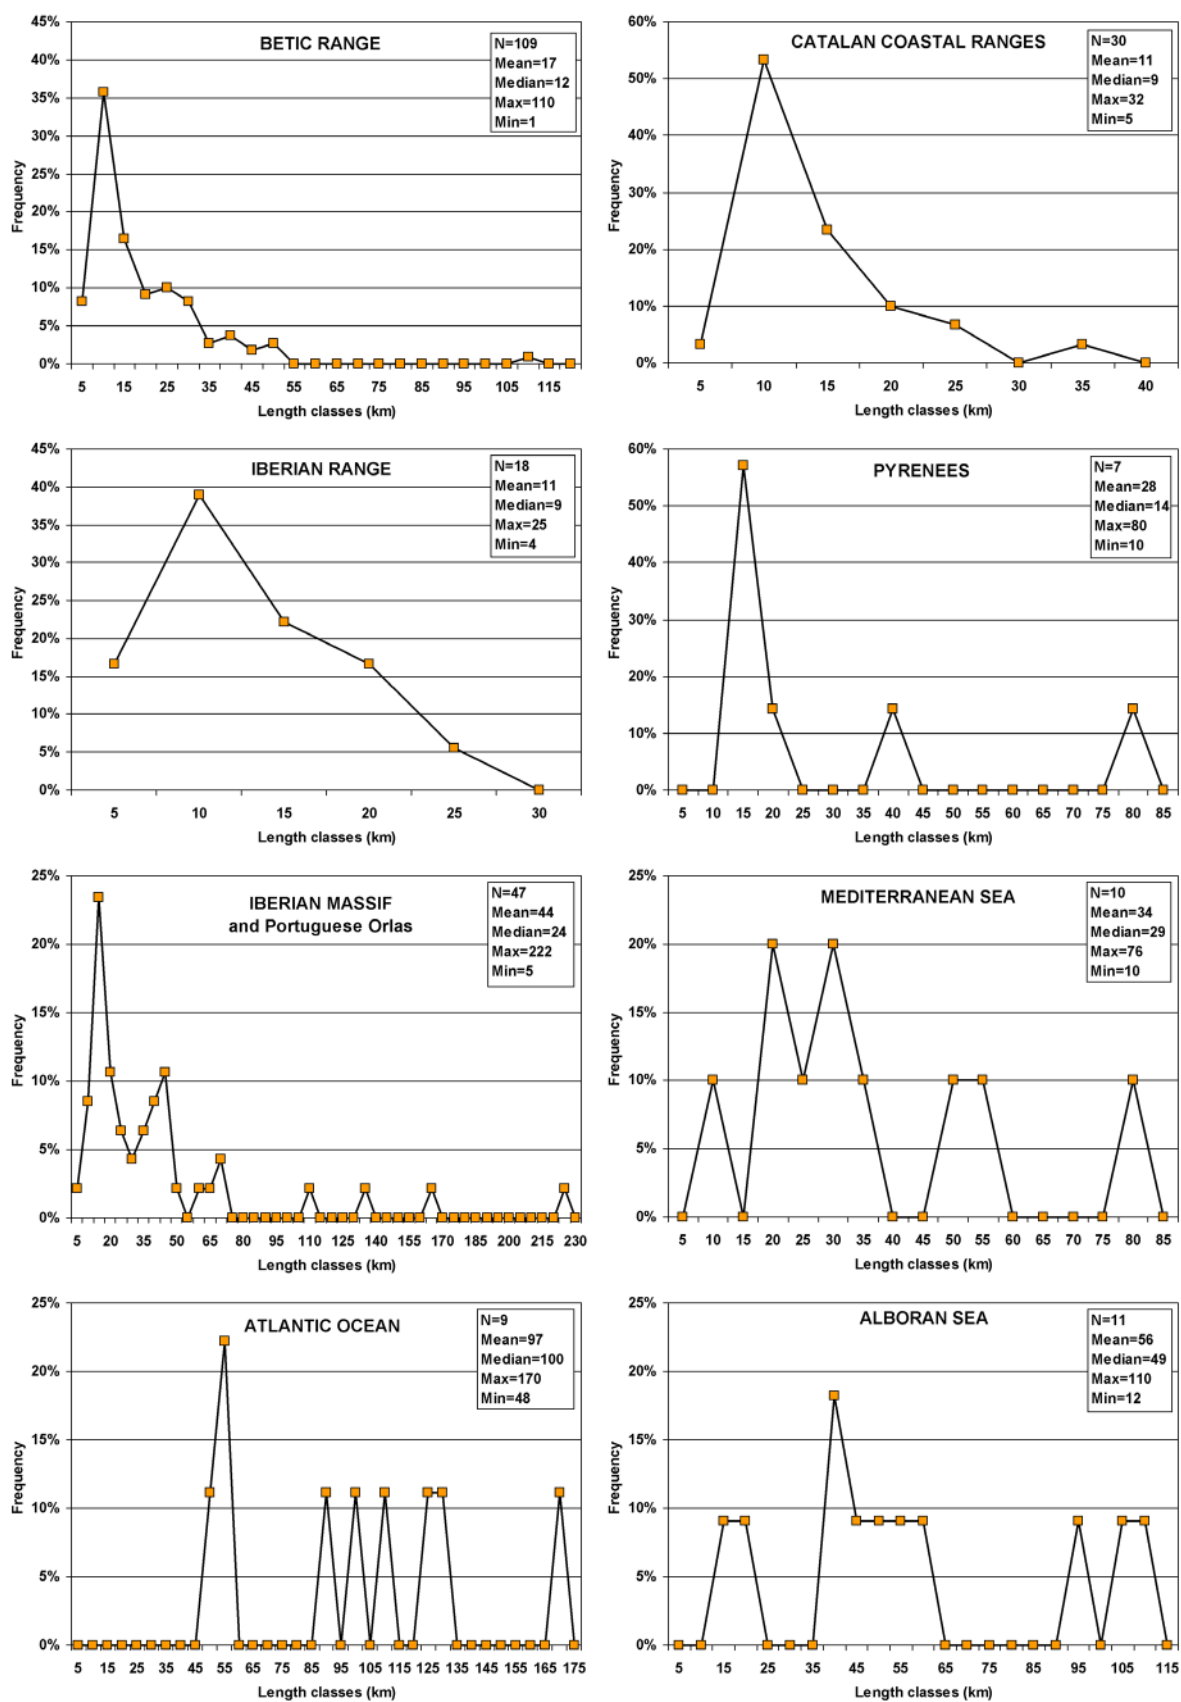 BETIC RANGE
N=109
Mean=17
Median=12
Max=110
Min=1
45%
40%
35%
30%
25%
20%
15%
10%
5%
0%
Frequency
5 15 25 35 45 55 65 75 85 95 105 115
Length classes (km)
CATALAN COASTAL RANGES
N=30
Mean=11
Median=9
Max=32
Min=5
60%
50%
40%
30%
20%
10%
0%
Frequency
5 10 15 20 25 30 35 40
Length classes (km)
IBERIAN RANGE
N=18
Mean=11
Median=9
Max=25
Min=4
45%
40%
35%
30%
25%
20%
15%
10%
5%
0%
Frequency
5 10 15 20 25 30
Length classes (km)
PYRENEES
N=7
Mean=28
Median=14
Max=80
Min=10
60%
50%
40%
30%
20%
10%
0%
Frequency
5 10 15 20 25 30 35 40 45 50 55 60 65 70 75 80 85
Length classes (km)
IBERIAN MASSIF
and Portuguese Orlas
N=47
Mean=44
Median=24
Max=222
Min=5
25%
20%
15%
10%
5%
0%
Frequency
5 20 35 50 65 80 95 110 125 140 155 170 185 200 215 230
Length classes (km)
MEDITERRANEAN SEA
N=10
Mean=34
Median=29
Max=76
Min=10
25%
20%
15%
10%
5%
0%
Frequency
5 10 15 20 25 30 35 40 45 50 55 60 65 70 75 80 85
Length classes (km)
ATLANTIC OCEAN
N=9
Mean=97
Median=100
Max=170
Min=48
25%
20%
15%
10%
5%
0%
Frequency
5 15 25 35 45 55 65 75 85 95 105 115 125 135 145 155 165 175
Length classes (km)
ALBORAN SEA
N=11
Mean=56
Median=49
Max=110
Min=12
25%
20%
15%
10%
5%
0%
Frequency
5 15 25 35 45 55 65 75 85 95 105 115
Length classes (km)